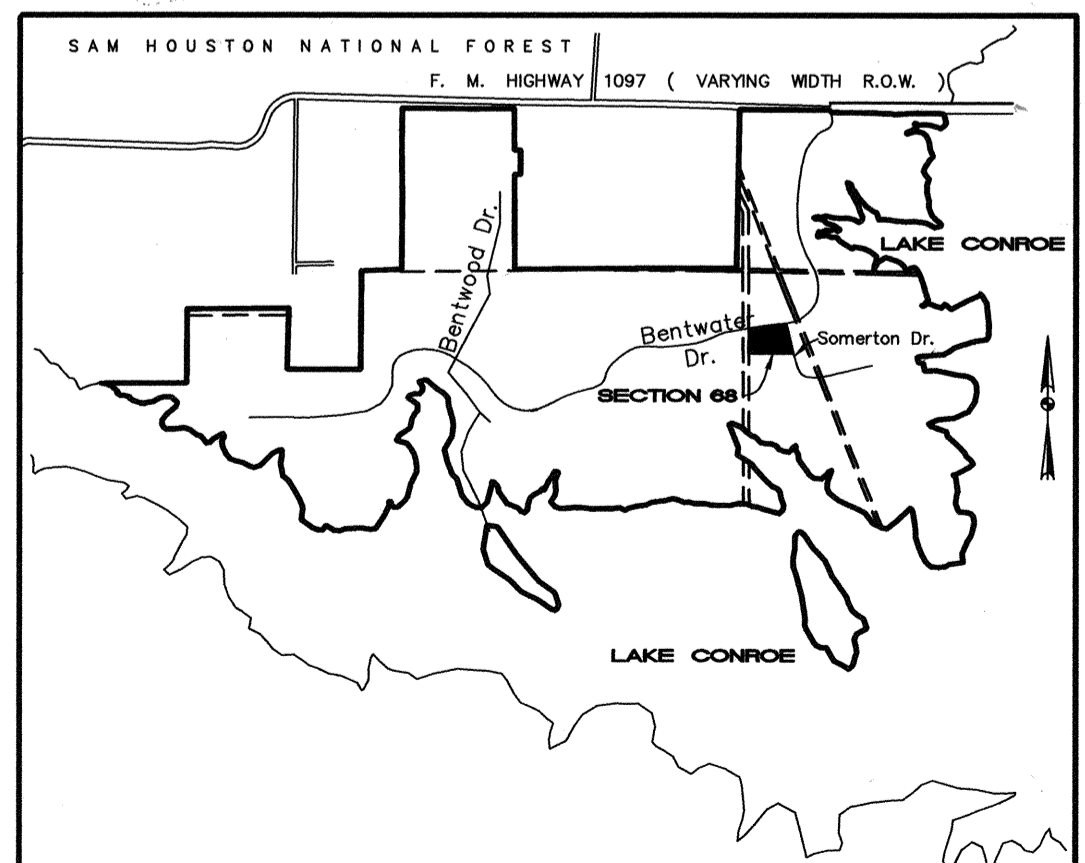 SAM HOUSTON NATIONAL FOREST
F. M. HIGHWAY 1097 ( VARYING WIDTH R.O.W. )
Bentwood Dr.
LAKE CONROE
Bentwater
Dr.
Somerton Dr.
SECTION 68
LAKE CONROE